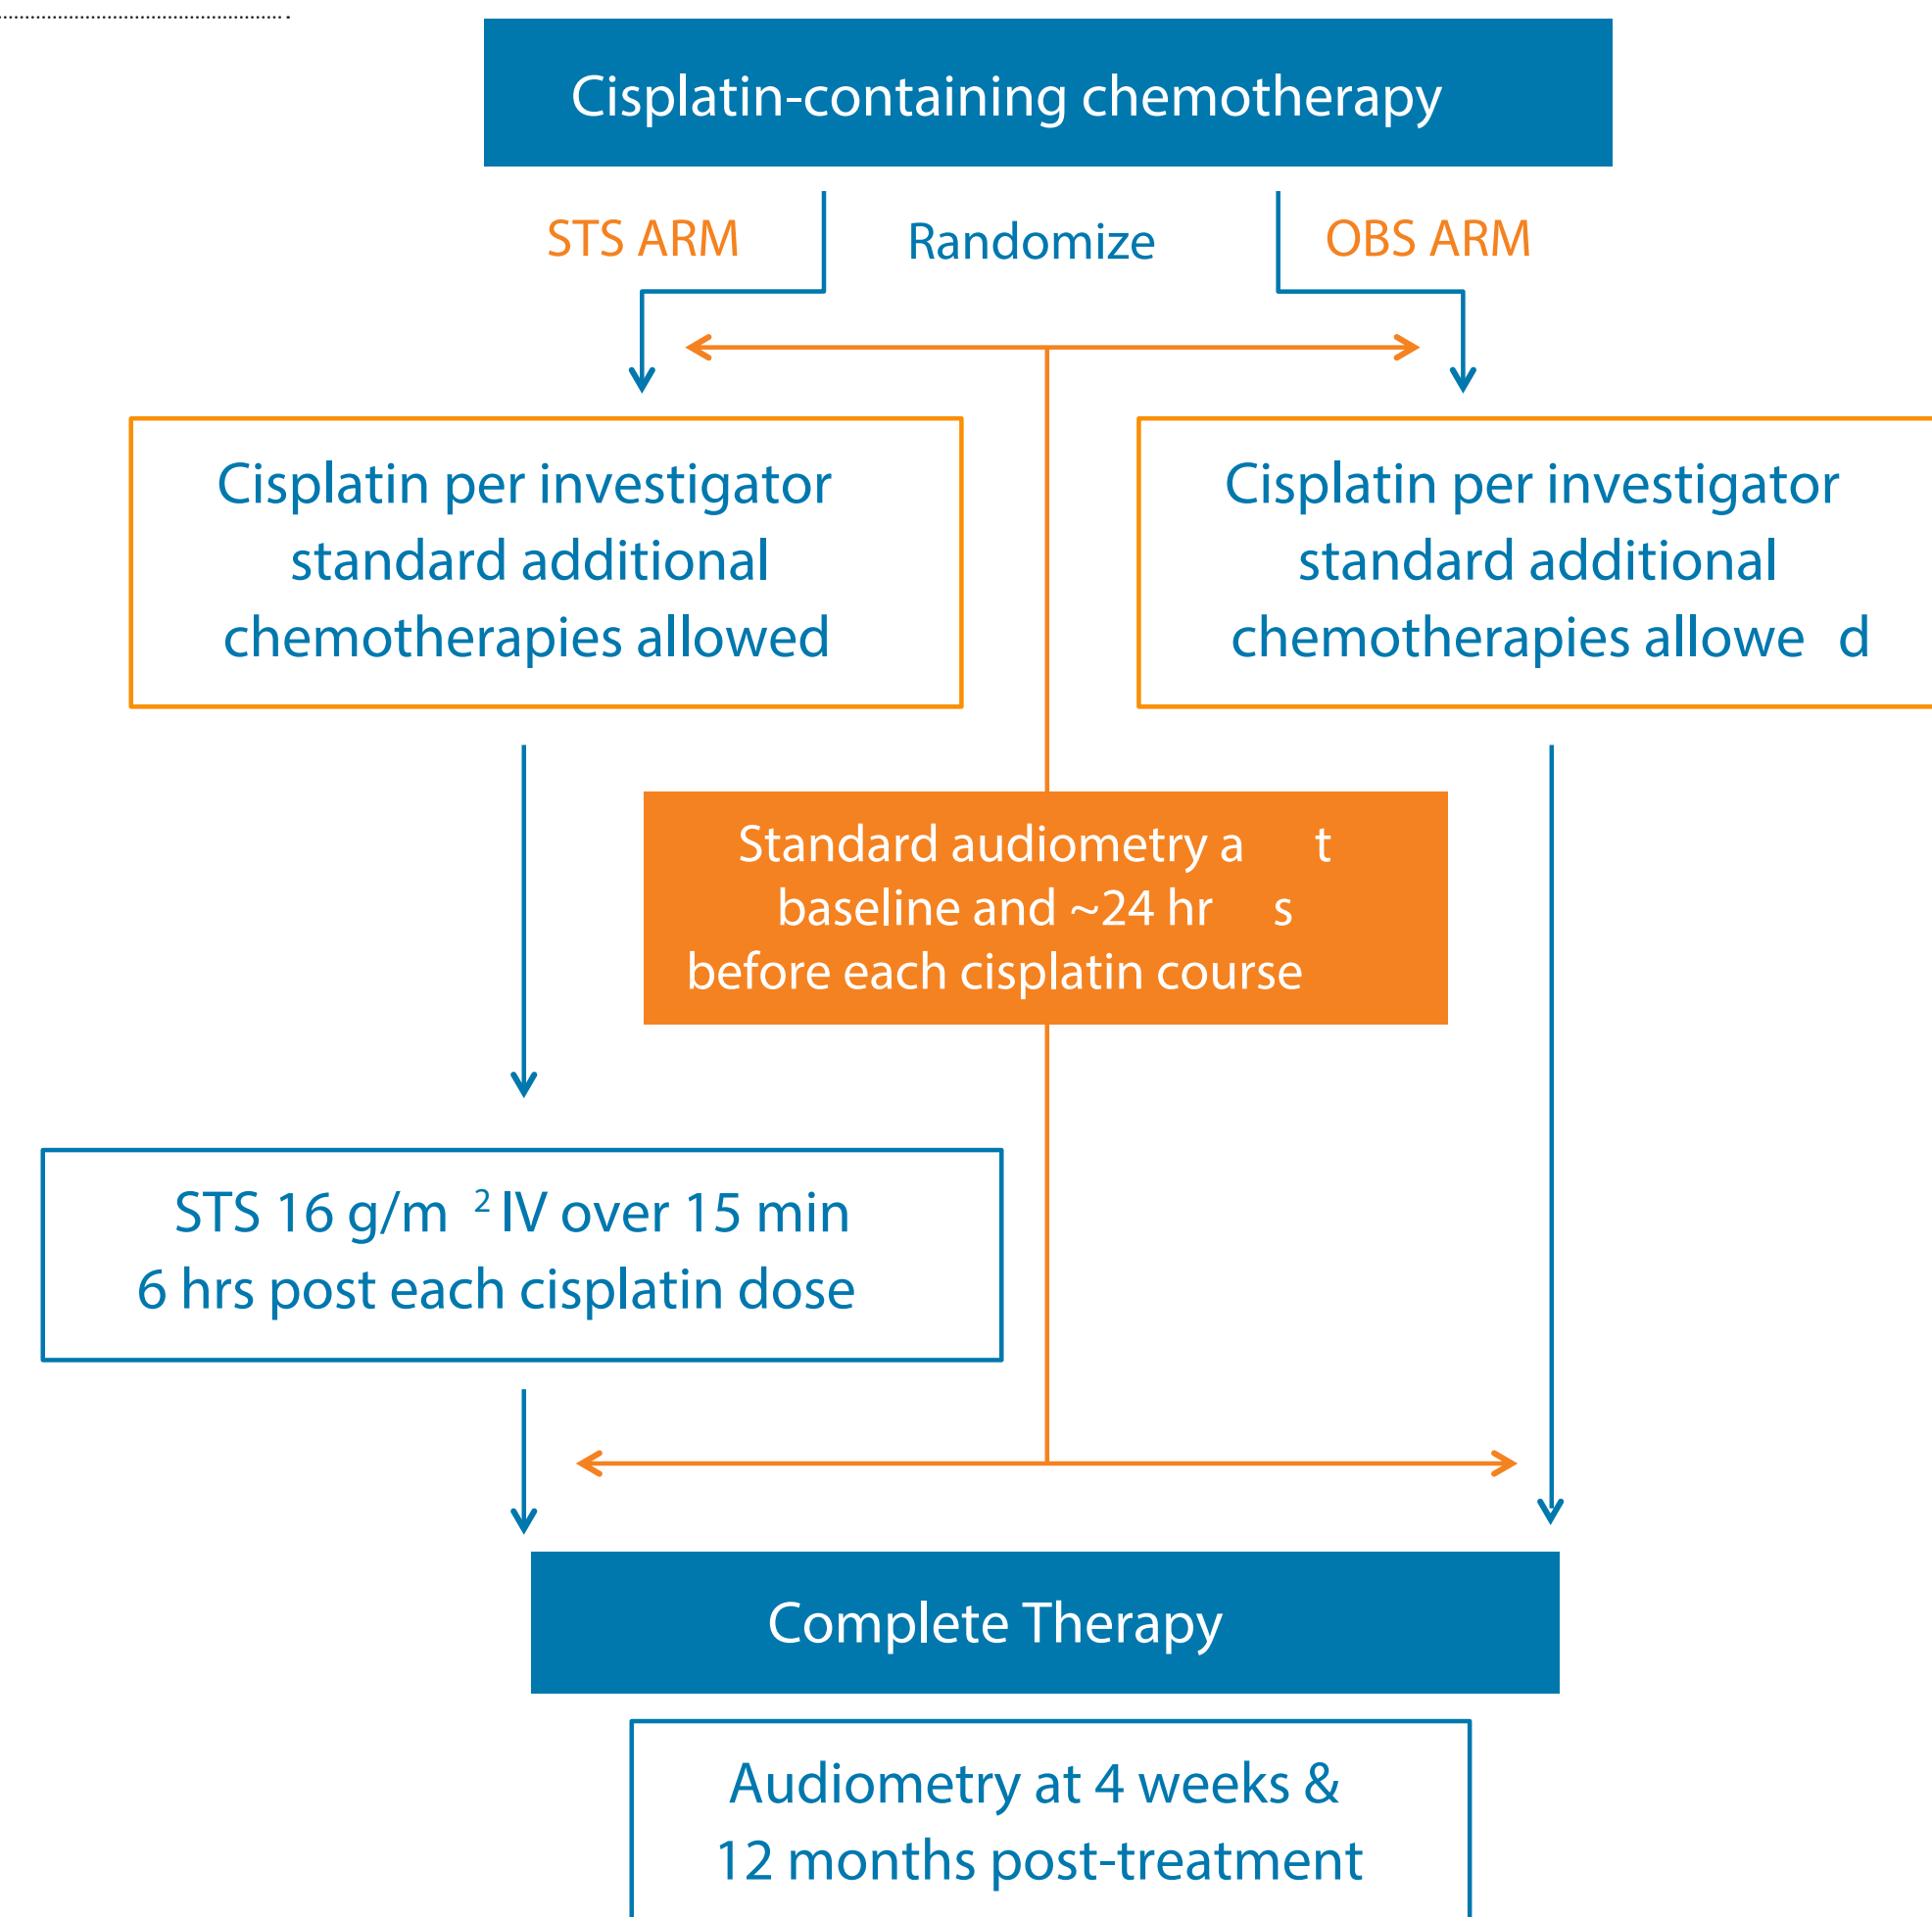 Cisplatin-containing chemotherapy
STS ARM
Randomize
OBS ARM
Cisplatin per investigator
standard additional
chemotherapies allowed
Cisplatin per investigator
standard additional
chemotherapies allowe d
Standard audiometry a t
baseline and ~24 hr s
before each cisplatin course
STS 16 g/m ² IV over 15 min
6 hrs post each cisplatin dose
Complete Therapy
Audiometry at 4 weeks &
12 months post-treatment